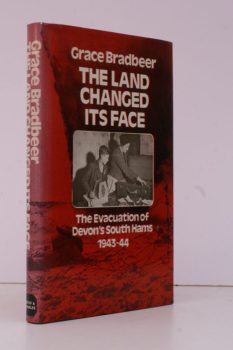 Grace Bradbeer
THE LAND
CHANGED
ITS FACE
The Evacuation of
Devon's South Hams
1943-44
Grace Bradbeer
THE LAND CHANGED ITS FACE